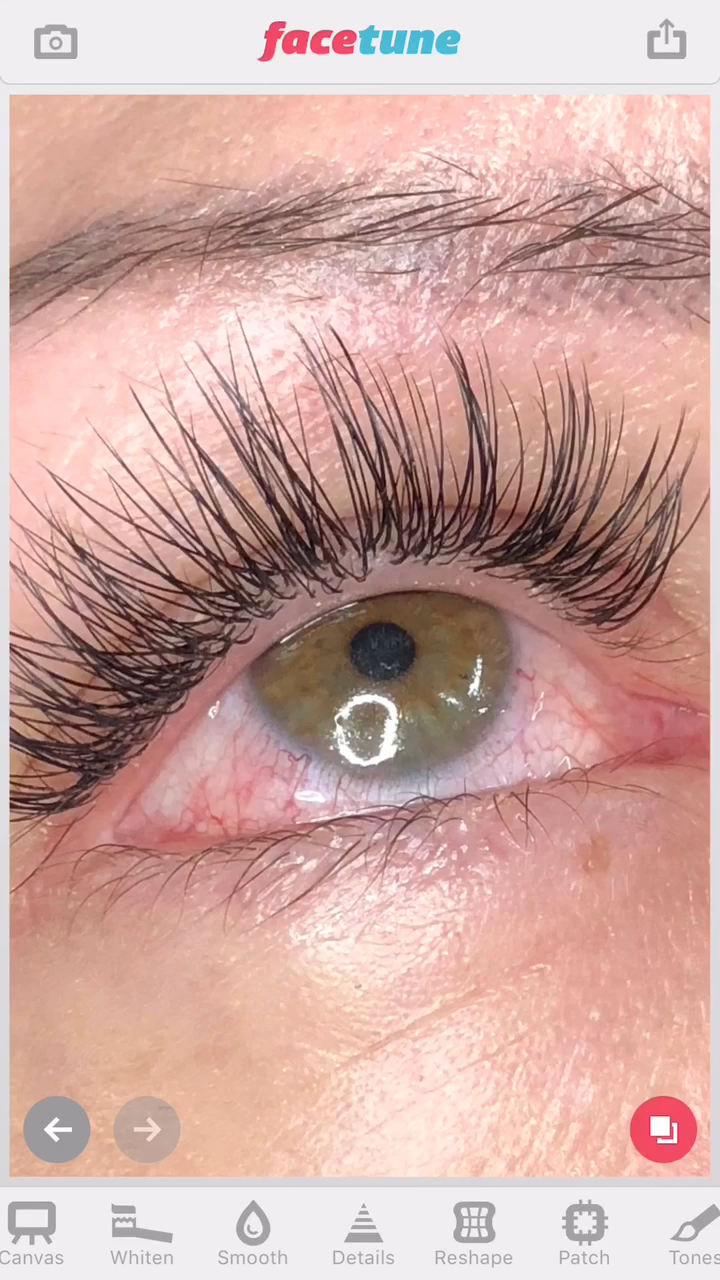 facetune
Canvas
Whiten
Smooth
Details
Reshape
Patch
Tones